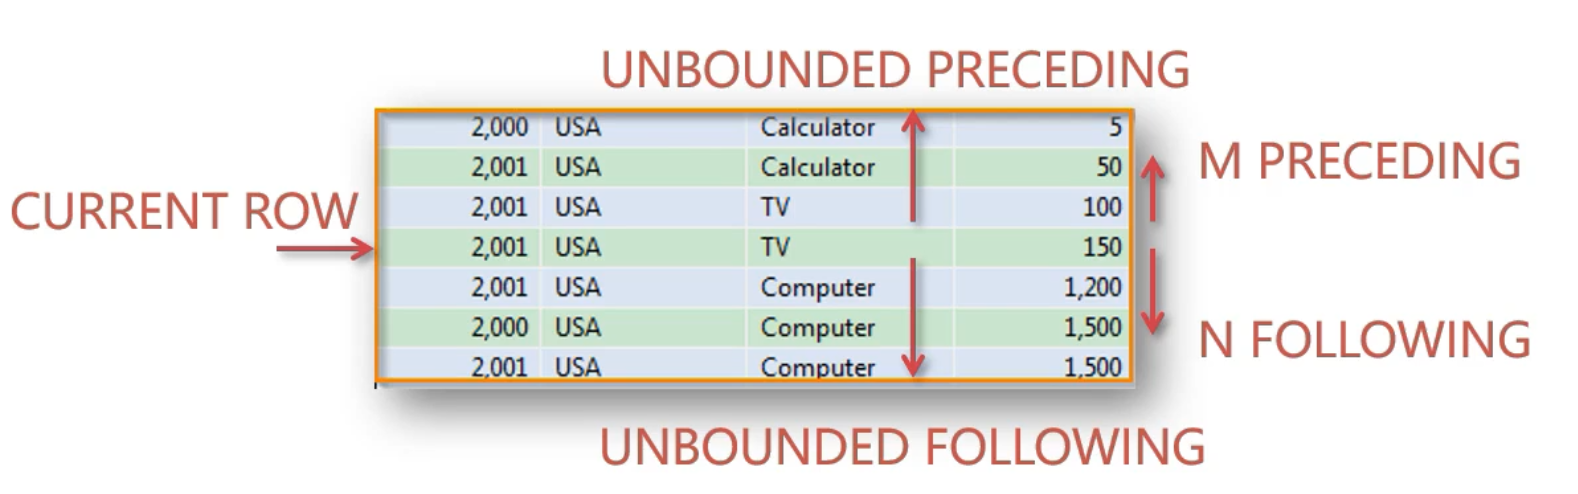 UNBOUNDED PRECEDING
2,000 USA Calculator 5
2,001 USA Calculator 50
M PRECEDING
2,001 USA TV 100
CURRENT ROW
2,001 USA TV 150
2,001 USA Computer 1,200
2,000 USA Computer 1,500
N FOLLOWING
2,001 USA Computer 1,500
UNBOUNDED FOLLOWING